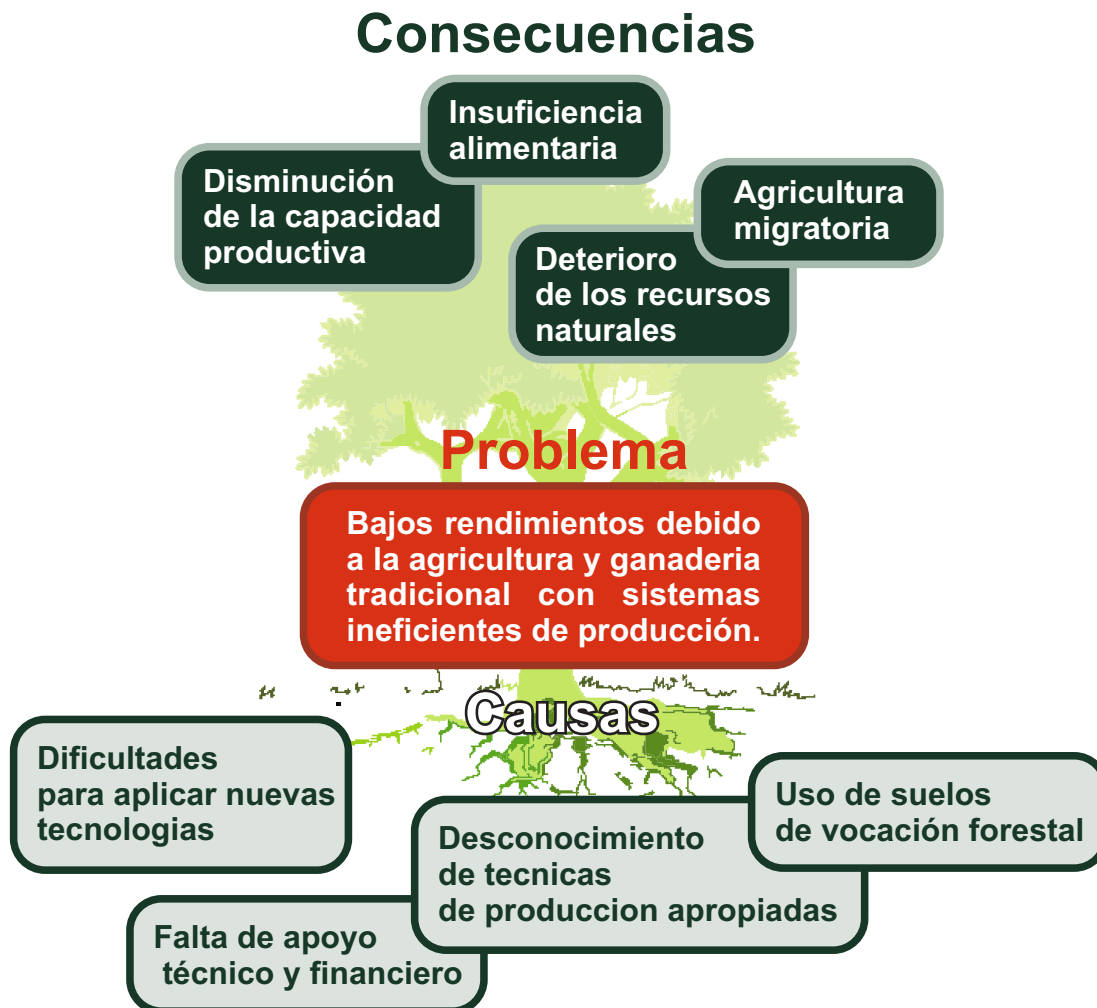 Consecuencias
Insuficiencia
alimentaria
Disminución
de la capacidad
productiva
Agricultura
migratoria
Deterioro
de los recursos
naturales
Problema
Bajos rendimientos debido
a la agricultura y ganaderia
tradicional con sistemas
ineficientes de producción.
Causas
Dificultades
para aplicar nuevas
tecnologias
Uso de suelos
de vocación forestal
Desconocimiento
de tecnicas
de produccion apropiadas
Falta de apoyo
técnico y financiero